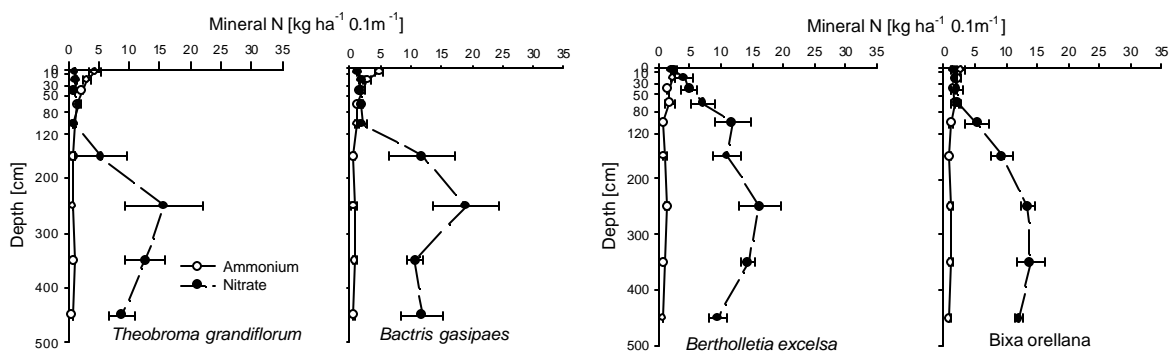 Mineral N [kg ha⁻¹ 0.1m⁻¹]
Mineral N [kg ha⁻¹ 0.1m⁻¹]
0 5 10 15 20 25 30 35
0 5 10 15 20 25 30 35
0 5 10 15 20 25 30 35
0 5 10 15 20 25 30 35
Depth [cm]
0
10
30
50
80
120
200
300
400
500
Ammonium
Nitrate
Theobroma grandiflorum
Bactris gasipaes
Depth [cm]
0
10
30
50
80
120
200
300
400
500
Bertholletia excelsa
Bixa orellana